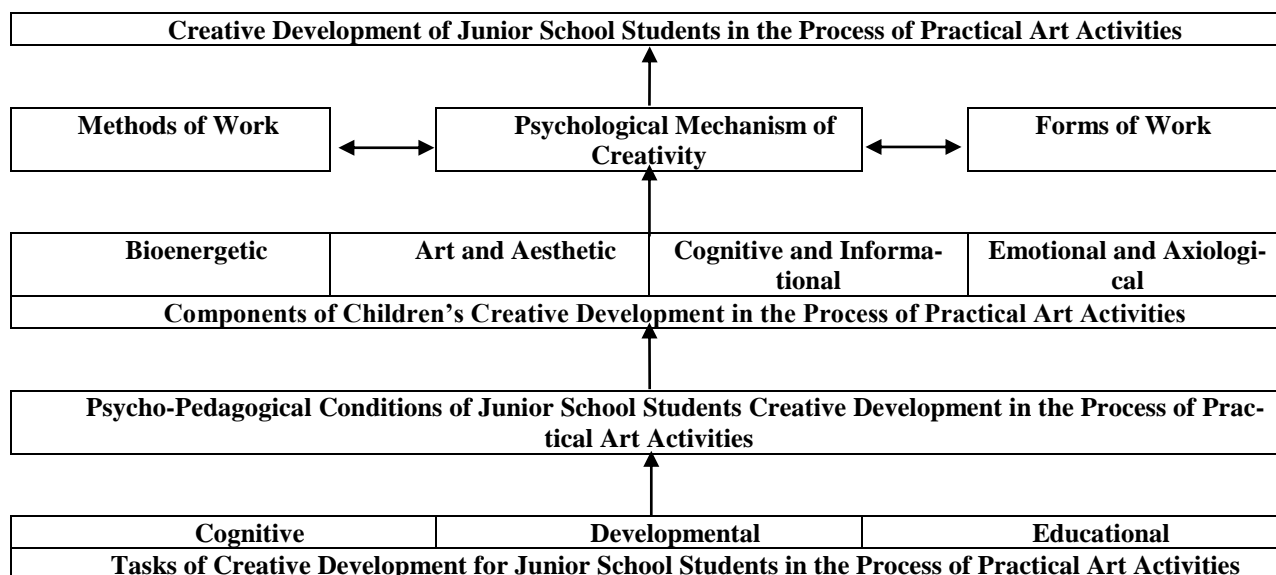 Creative Development of Junior School Students in the Process of Practical Art Activities
Methods of Work
Psychological Mechanism of
Creativity
Forms of Work
Bioenergetic
Art and Aesthetic
Cognitive and Informa-
tional
Emotional and Axiologi-
cal
Components of Children’s Creative Development in the Process of Practical Art Activities
Psycho-Pedagogical Conditions of Junior School Students Creative Development in the Process of Prac-
tical Art Activities
Cognitive
Developmental
Educational
Tasks of Creative Development for Junior School Students in the Process of Practical Art Activities